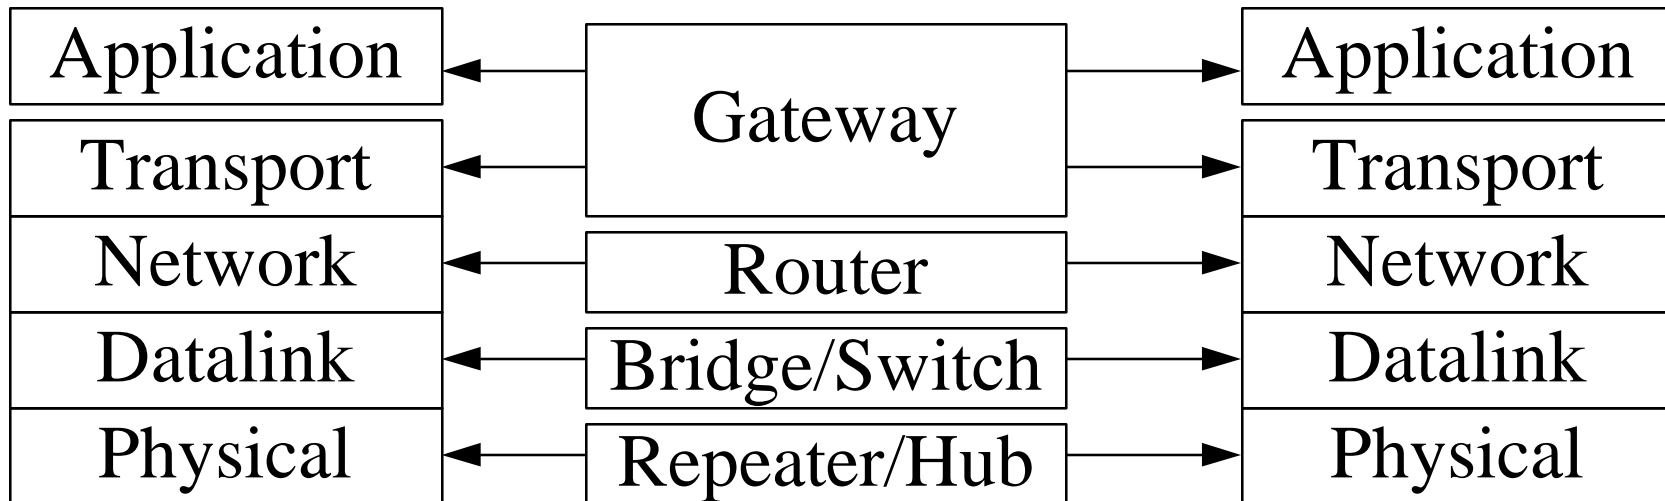 Application
Gateway
Application
Transport
Transport
Network
Router
Network
Datalink
Bridge/Switch
Datalink
Physical
Repeater/Hub
Physical